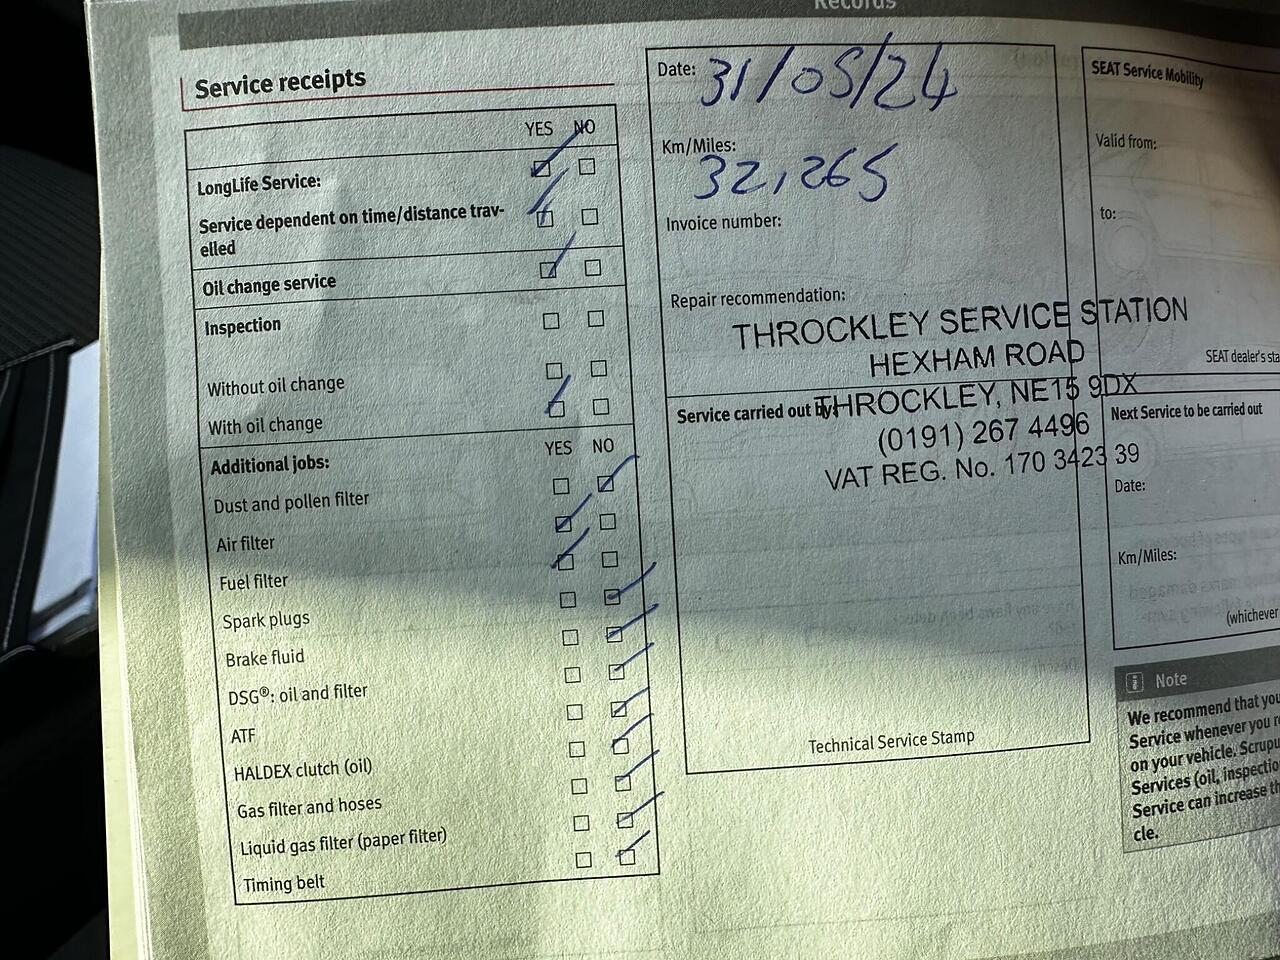 Records
Service receipts
YES NO
LongLife Service:
Service dependent on time/distance trav-
elled
Oil change service
Inspection
Without oil change
With oil change
Additional jobs:
YES NO
Dust and pollen filter
Air filter
Fuel filter
Spark plugs
Brake fluid
DSG®: oil and filter
ATF
HALDEX clutch (oil)
Gas filter and hoses
Liquid gas filter (paper filter)
Timing belt
Date: 31/05/24
Km/Miles:
32,265
Invoice number:
Repair recommendation:
THROCKLEY SERVICE STATION
HEXHAM ROAD
THROCKLEY, NE15 9DX
(0191) 267 4496
VAT REG. No. 170 3423 39
Service carried out by:
Technical Service Stamp
SEAT Service Mobility
Valid from:
to:
SEAT dealer's sta
Next Service to be carried out
Date:
Km/Miles:
(whichever
Note
We recommend that you
Service whenever you
on your vehicle. Scrupu
Services (oil, inspectio
Service can increase th
cle.